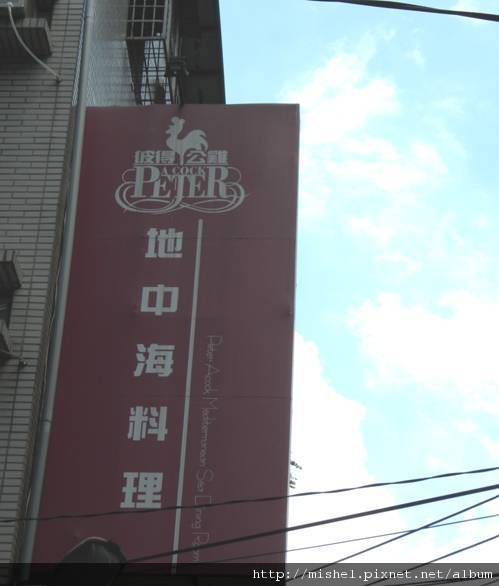 彼得公雞
A COCK
PETER
地中海料理
Peter Acock Mediterranean Star Dining Room
http://mishel.pixnet.net/album